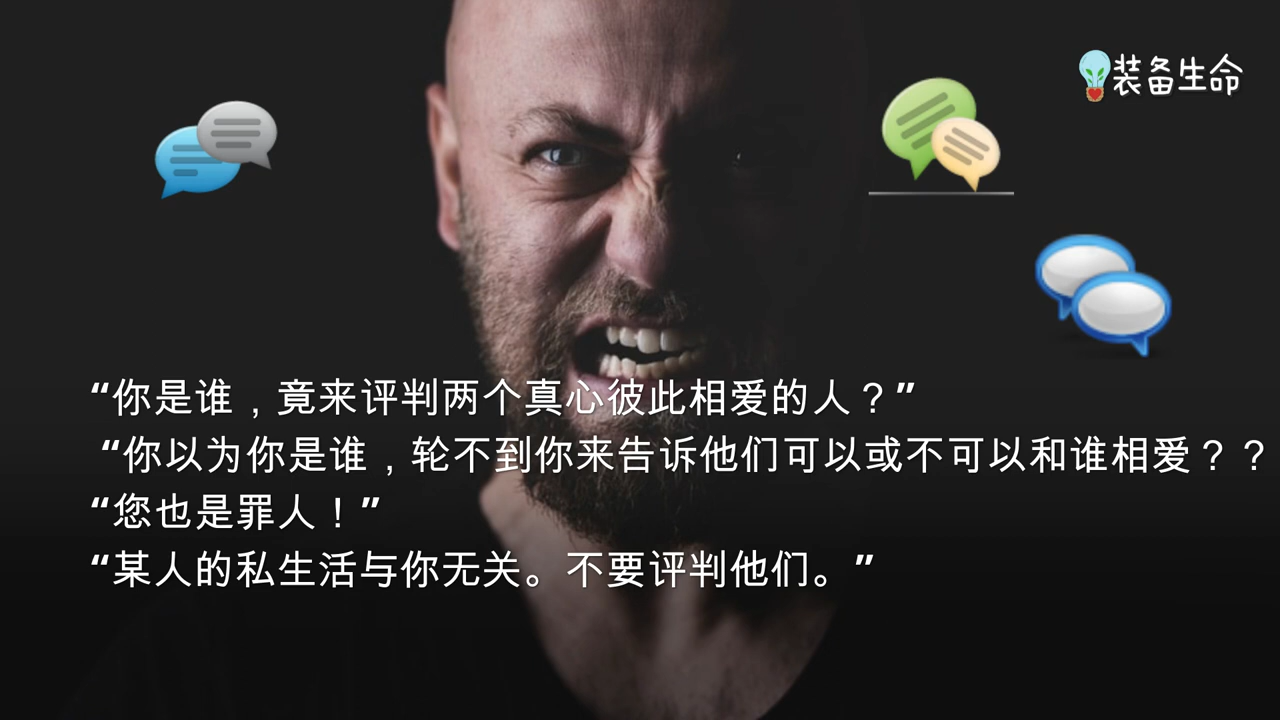 装备生命
“你是谁，竟来评判两个真心彼此相爱的人？”
“你以为你是谁，轮不到你来告诉他们可以或不可以和谁相爱？？
“您也是罪人！”
“某人的私生活与你无关。不要评判他们。”